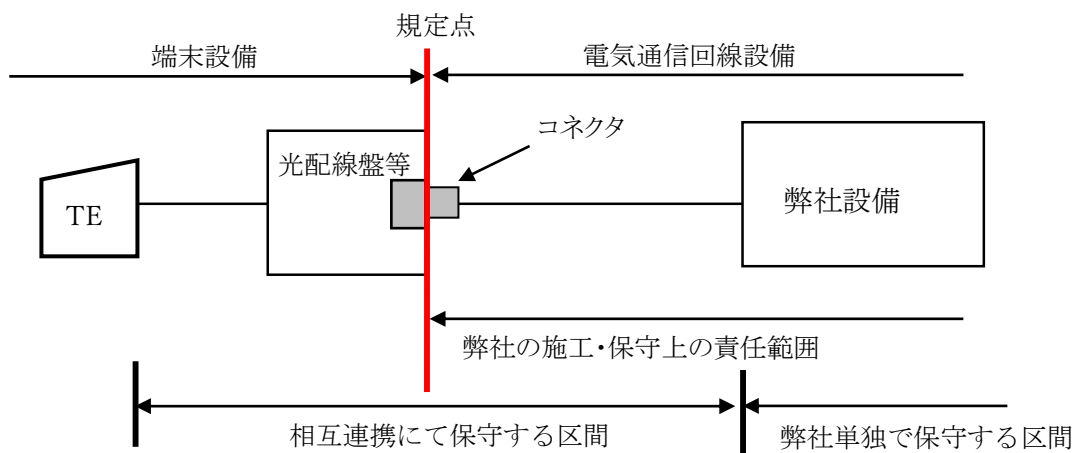 規定点
端末設備
電気通信回線設備
コネクタ
光配線盤等
TE
弊社設備
弊社の施工・保守上の責任範囲
相互連携にて保守する区間
弊社単独で保守する区間